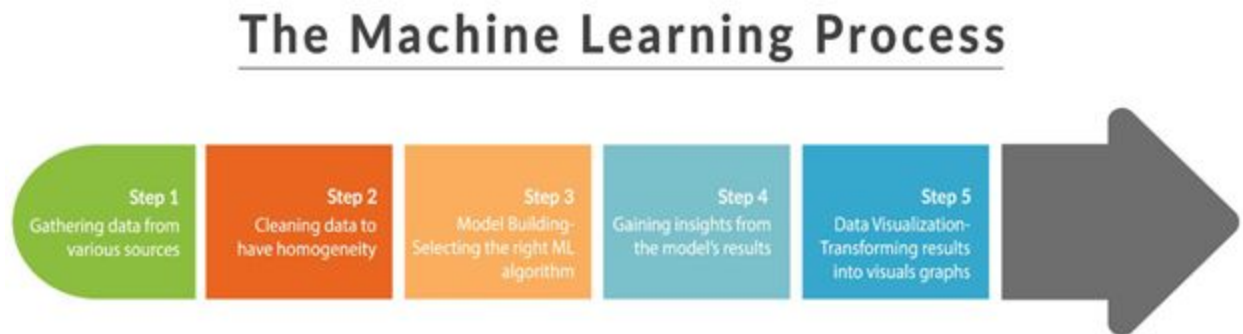 The Machine Learning Process
Step 1
Gathering data from
various sources
Step 2
Cleaning data to
have homogeneity
Step 3
Model Building-
Selecting the right ML
algorithm
Step 4
Gaining insights from
the model's results
Step 5
Data Visualization-
Transforming results
into visuals graphs